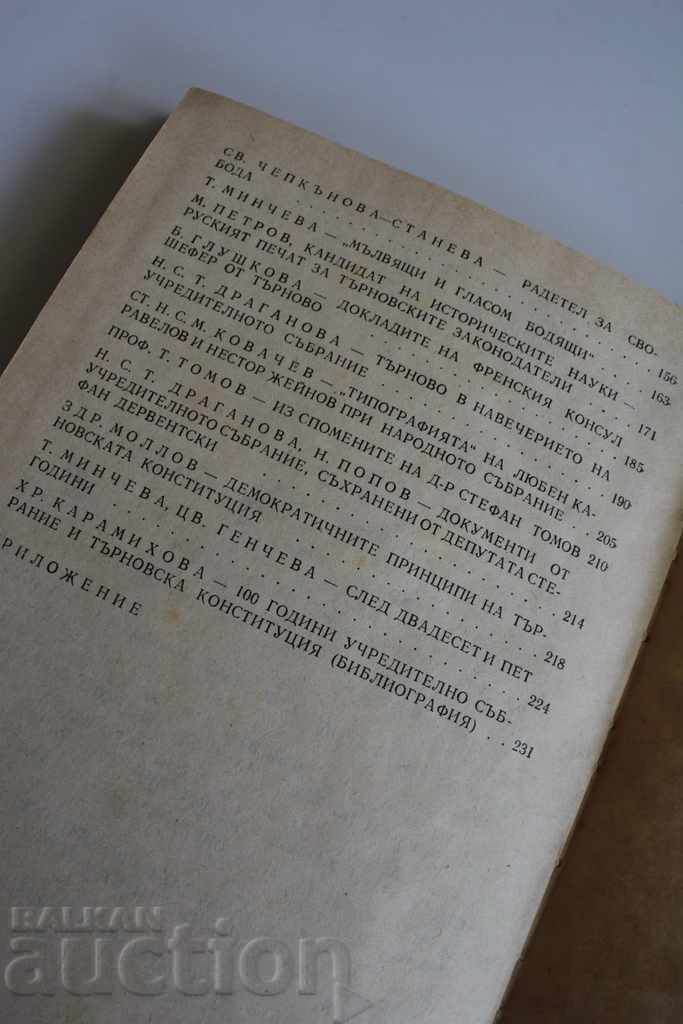 СВ. ЧЕПКЪНОВА—СТАНЕВА — РАДЕТЕЛ ЗА СВО-
БОДА . . . . . . . . . . . . . . . . 156
Т. МИНЧЕВА — „МЪЛВЯЩИ И ГЛАСОМ БОДЯЩИ“ . . 163
М. ПЕТРОВ, КАНДИДАТ НА ИСТОРИЧЕСКИТЕ НАУКИ —
РУСКИЯТ ПЕЧАТ ЗА ТЪРНОВСКИТЕ ЗАКОНОДАТЕЛИ . . 171
Б. ГЛУШКОВА — ДОКЛАДИТЕ НА ФРЕНСКИЯ КОНСУЛ
ШЕФЕР ОТ ТЪРНОВО . . . . . . . . . . . 185
Н. С. Т. ДРАГАНОВА — ТЪРНОВО В НАВЕЧЕРИЕТО НА
УЧРЕДИТЕЛНОТО СЪБРАНИЕ . . . . . . . . . 190
СТ. Н. С. М. КОВАЧЕВ — „ТИПОГРАФИЯТА“ НА ЛЮБЕН КА-
РАВЕЛОВ И НЕСТОР ЖЕЙНОВ ПРИ НАРОДНОТО СЪБРАНИЕ . . 205
ПРОФ. Т. ТОМОВ — ИЗ СПОМЕНИТЕ НА Д-Р СТЕФАН ТОМОВ 210
Н. С. Т. ДРАГАНОВА, Н. ПОПОВ — ДОКУМЕНТИ ОТ
УЧРЕДИТЕЛНОТО СЪБРАНИЕ, СЪХРАНЕНИ ОТ ДЕПУТАТА СТЕ-
ФАН ДЕРВЕНТСКИ . . . . . . . . . . . . 214
ЗДР. МОЛЛОВ — ДЕМОКРАТИЧНИТЕ ПРИНЦИПИ НА ТЪР-
НОВСКАТА КОНСТИТУЦИЯ . . . . . . . . . . 218
Т. МИНЧЕВА, ЦВ. ГЕНЧЕВА — СЛЕД ДВАДЕСЕТ И ПЕТ
ГОДИНИ . . . . . . . . . . . . . . . 224
ХР. КАРАМИХОВА — 100 ГОДИНИ УЧРЕДИТЕЛНО СЪБ-
РАНИЕ И ТЪРНОВСКА КОНСТИТУЦИЯ (БИБЛИОГРАФИЯ) . . 231
РИЛОЖЕНИЕ
BALKAN
auction